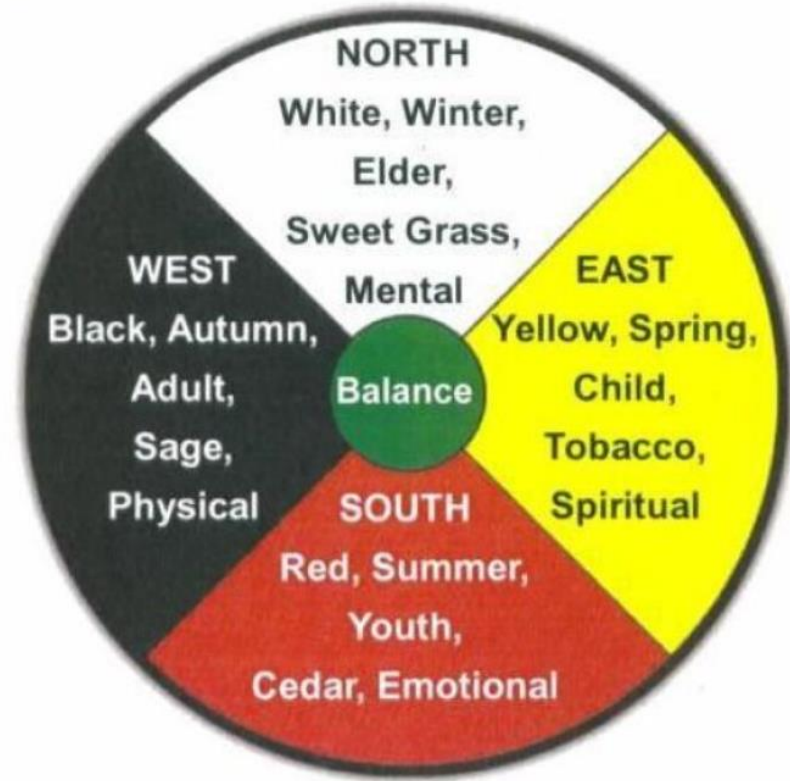 NORTH
White, Winter,
Elder,
Sweet Grass,
Mental
WEST
Black, Autumn,
Adult,
Sage,
Physical
Balance
EAST
Yellow, Spring,
Child,
Tobacco,
Spiritual
SOUTH
Red, Summer,
Youth,
Cedar, Emotional